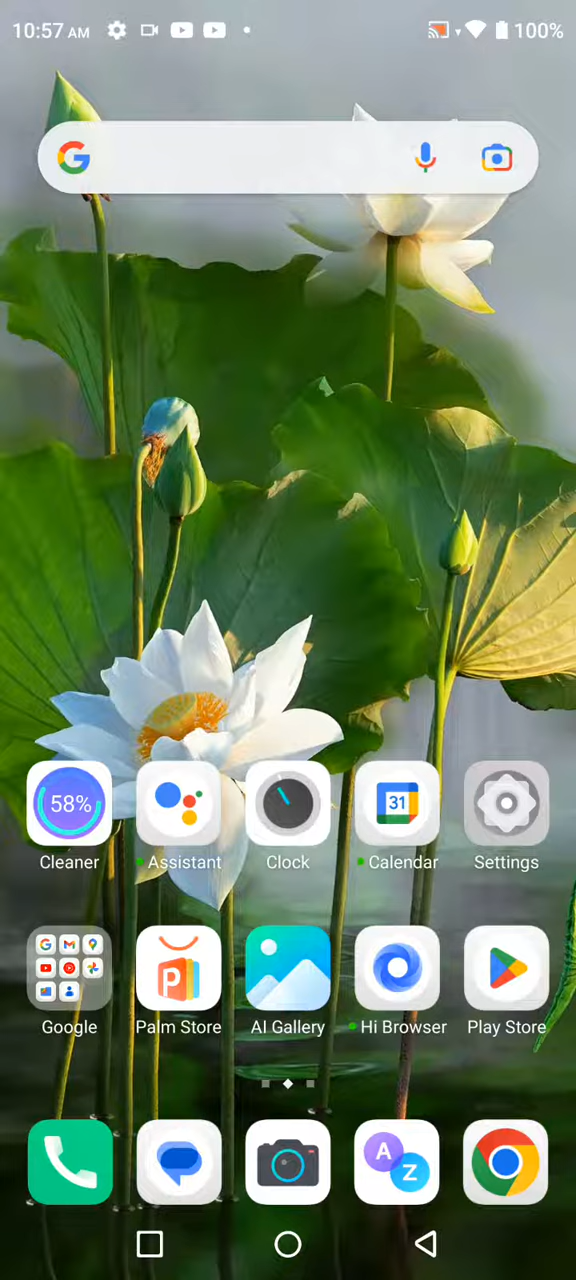 10:57 AM 100%
58%
31
Cleaner Assistant Clock Calendar Settings
Google Palm Store AI Gallery Hi Browser Play Store
A Z